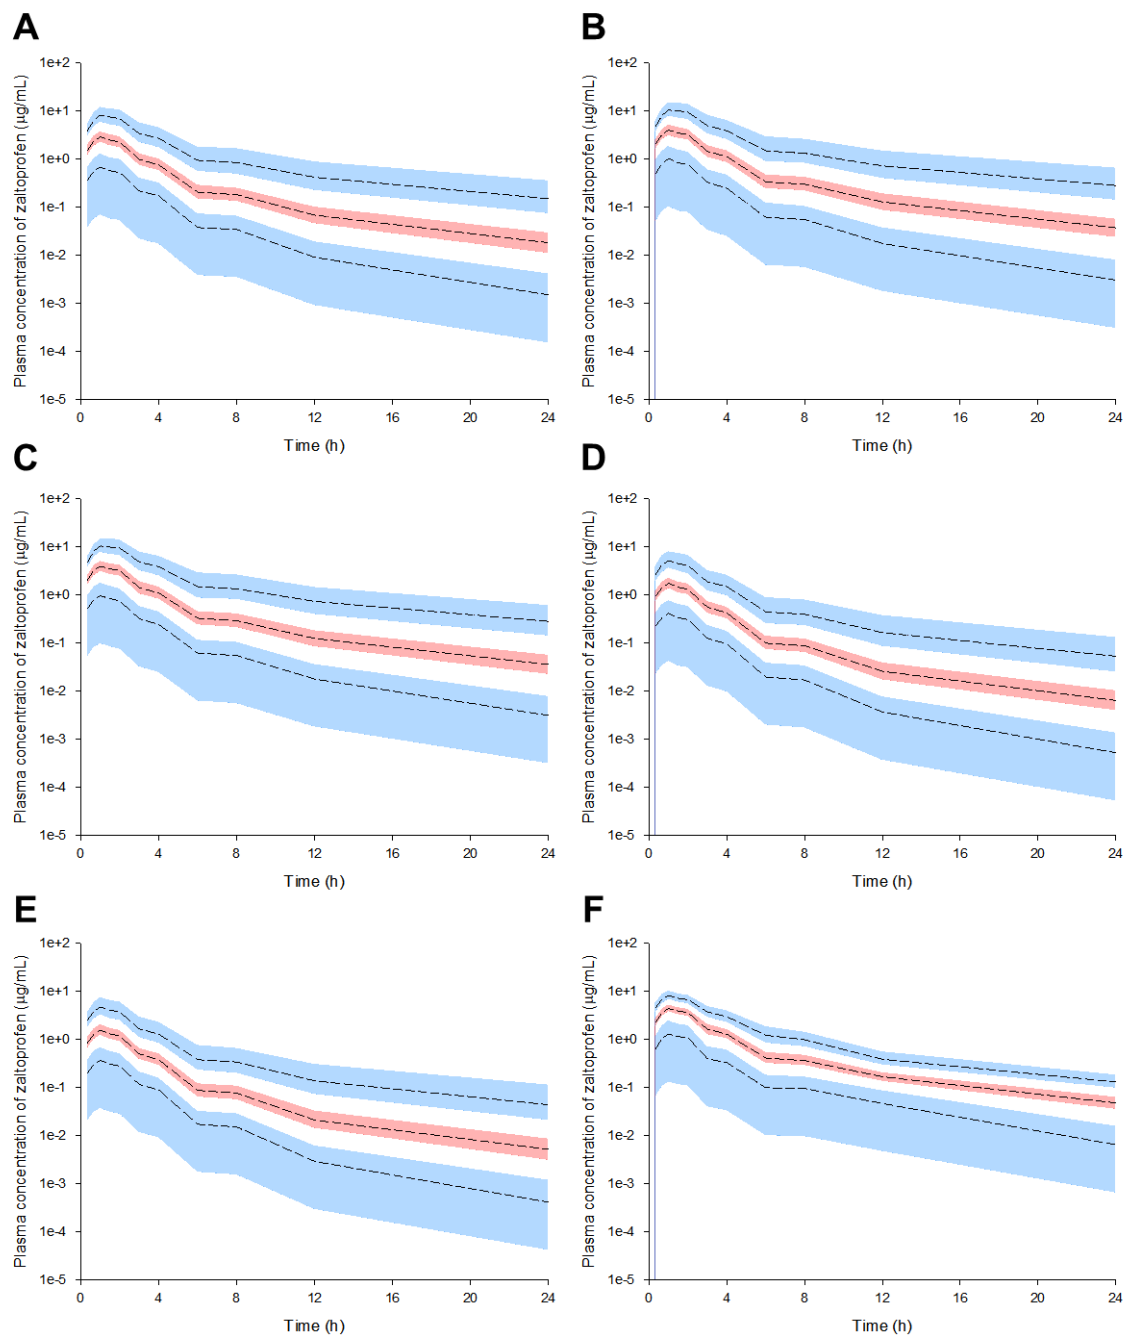 A
Plasma concentration of zaltoprofen (µg/mL)
1e+2
1e+1
1e+0
1e-1
1e-2
1e-3
1e-4
1e-5
0 4 8 12 16 20 24
Time (h)
B
Plasma concentration of zaltoprofen (µg/mL)
1e+2
1e+1
1e+0
1e-1
1e-2
1e-3
1e-4
1e-5
0 4 8 12 16 20 24
Time (h)
C
Plasma concentration of zaltoprofen (µg/mL)
1e+2
1e+1
1e+0
1e-1
1e-2
1e-3
1e-4
1e-5
0 4 8 12 16 20 24
Time (h)
D
Plasma concentration of zaltoprofen (µg/mL)
1e+2
1e+1
1e+0
1e-1
1e-2
1e-3
1e-4
1e-5
0 4 8 12 16 20 24
Time (h)
E
Plasma concentration of zaltoprofen (µg/mL)
1e+2
1e+1
1e+0
1e-1
1e-2
1e-3
1e-4
1e-5
0 4 8 12 16 20 24
Time (h)
F
Plasma concentration of zaltoprofen (µg/mL)
1e+2
1e+1
1e+0
1e-1
1e-2
1e-3
1e-4
1e-5
0 4 8 12 16 20 24
Time (h)